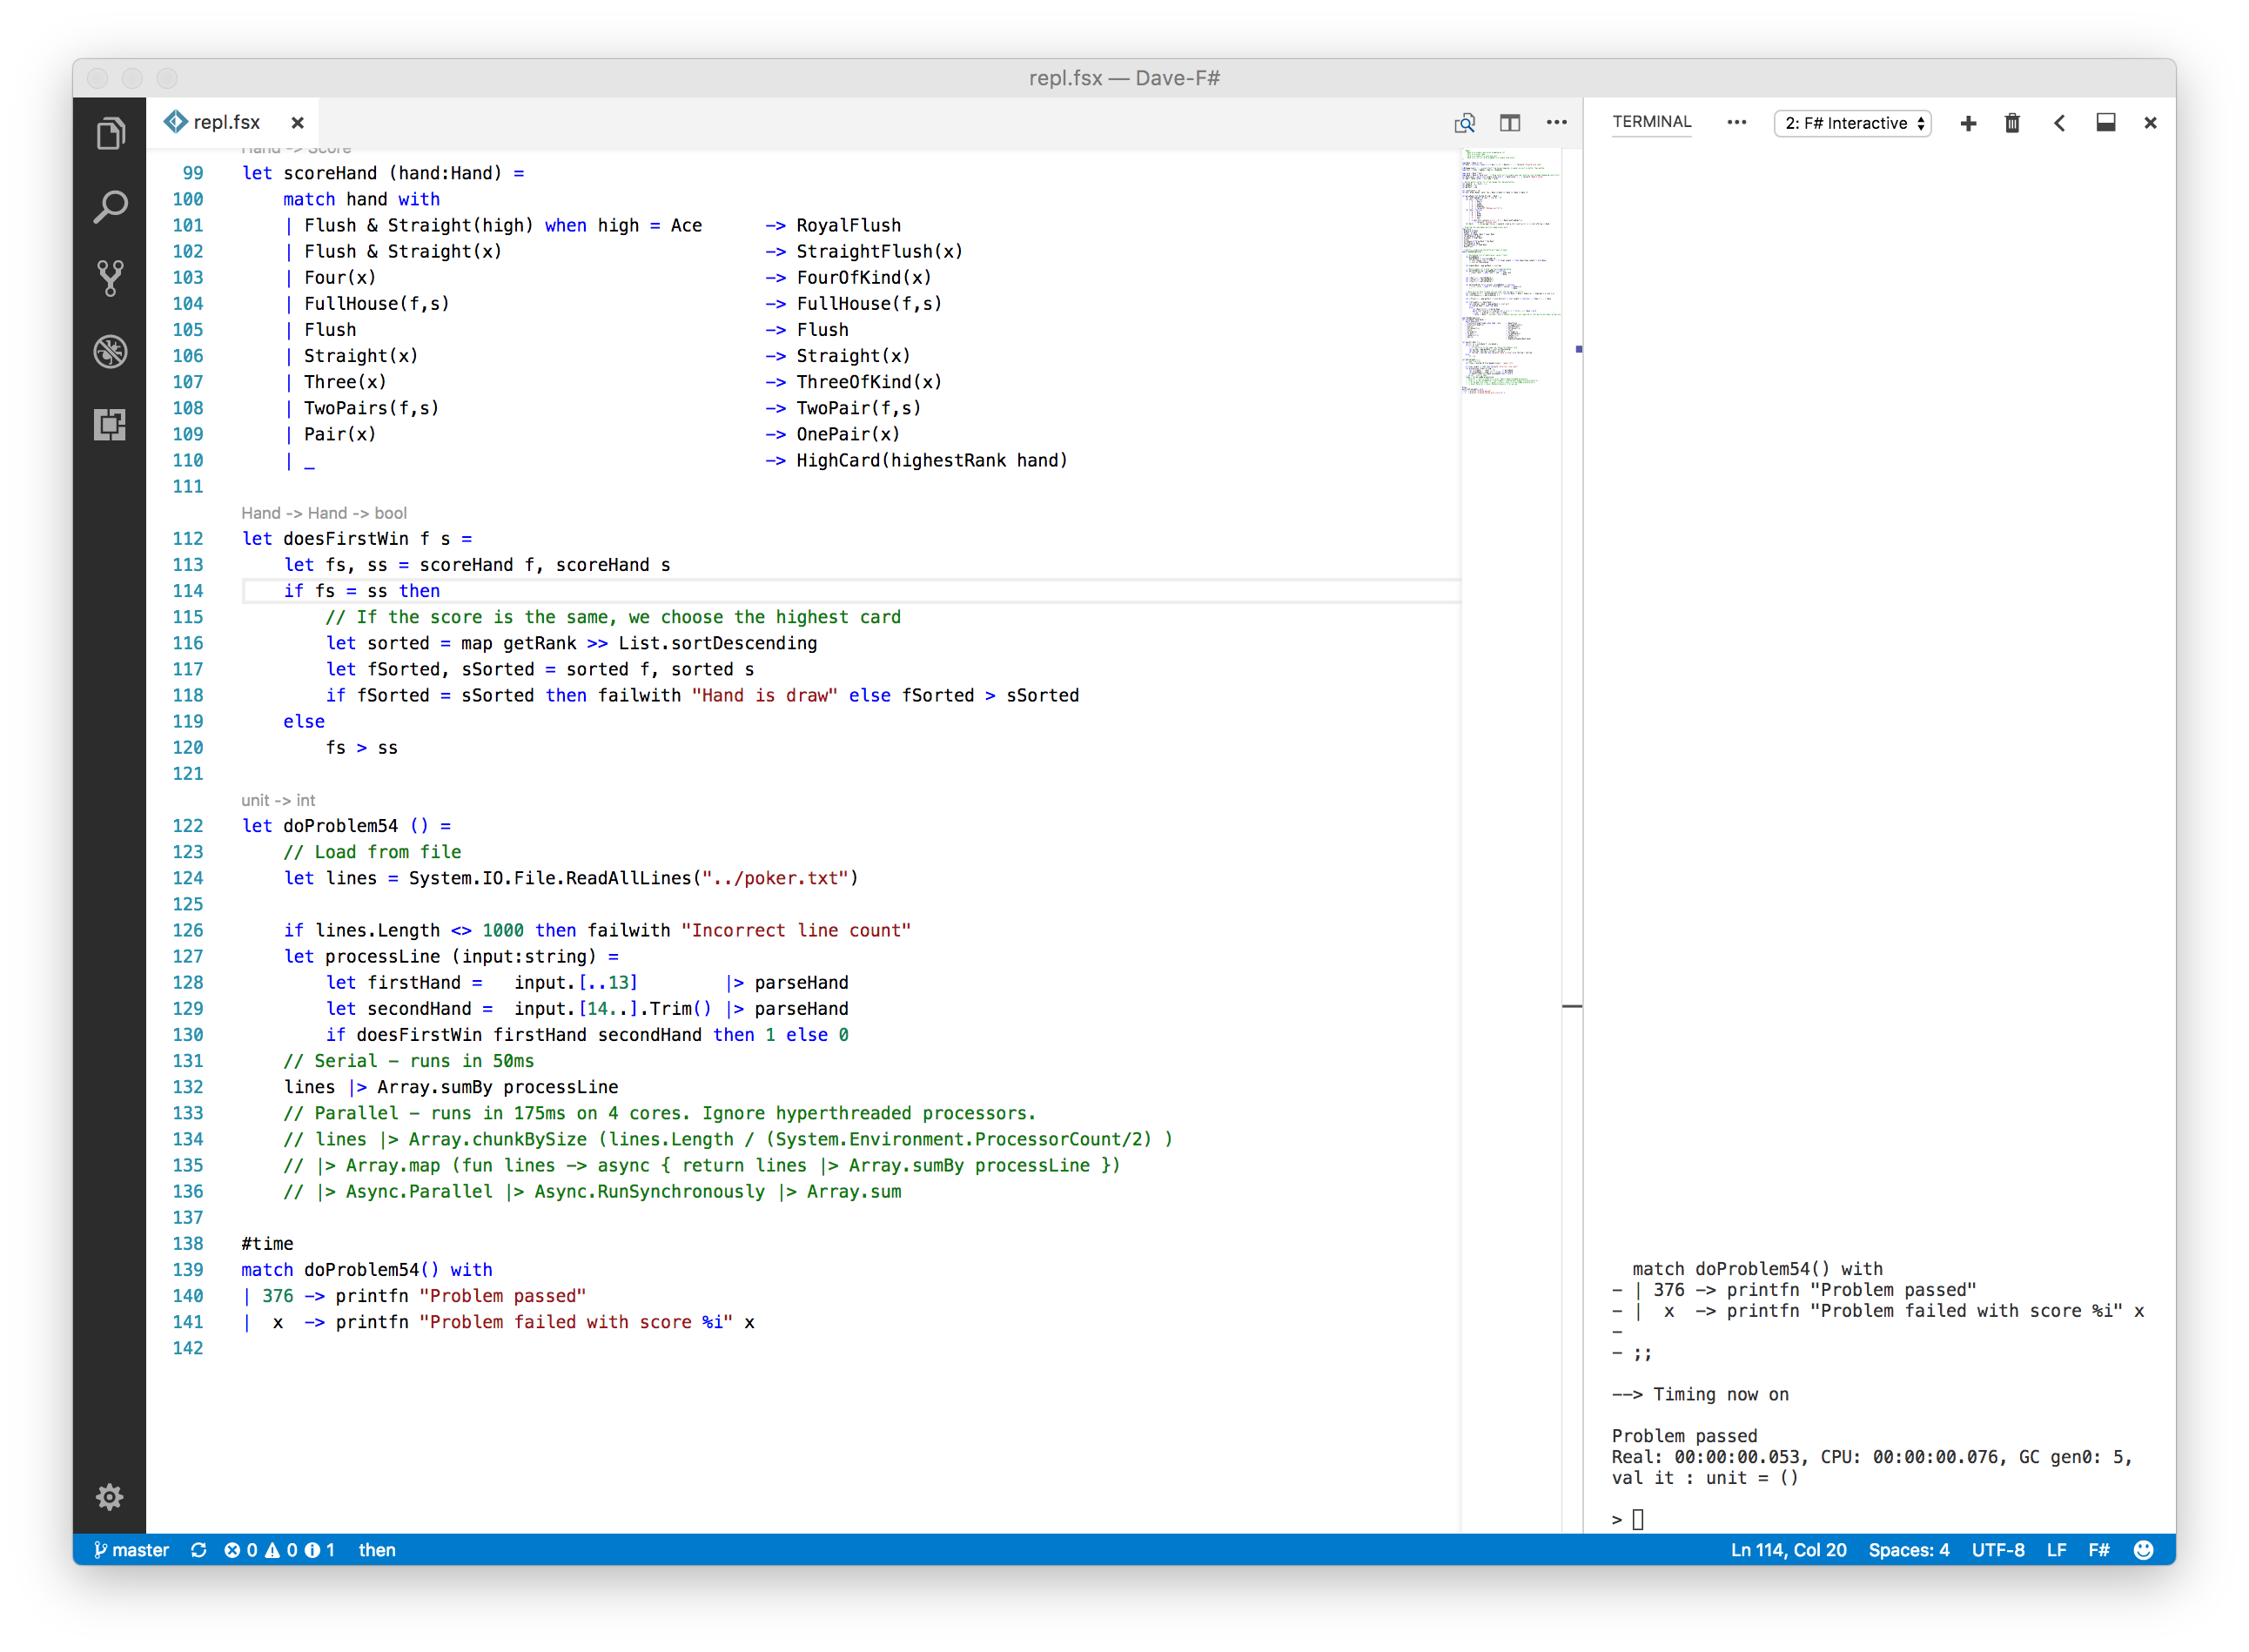 repl.fsx — Dave-F#
repl.fsx
TERMINAL
2: F# Interactive
Hand -> Score
99 let scoreHand (hand:Hand) =
100 match hand with
101 | Flush & Straight(high) when high = Ace -> RoyalFlush
102 | Flush & Straight(x) -> StraightFlush(x)
103 | Four(x) -> FourOfKind(x)
104 | FullHouse(f,s) -> FullHouse(f,s)
105 | Flush -> Flush
106 | Straight(x) -> Straight(x)
107 | Three(x) -> ThreeOfKind(x)
108 | TwoPairs(f,s) -> TwoPair(f,s)
109 | Pair(x) -> OnePair(x)
110 | _ -> HighCard(highestRank hand)
111
Hand -> Hand -> bool
112 let doesFirstWin f s =
113 let fs, ss = scoreHand f, scoreHand s
114 if fs = ss then
115 // If the score is the same, we choose the highest card
116 let sorted = map getRank >> List.sortDescending
117 let fSorted, sSorted = sorted f, sorted s
118 if fSorted = sSorted then failwith "Hand is draw" else fSorted > sSorted
119 else
120 fs > ss
121
unit -> int
122 let doProblem54 () =
123 // Load from file
124 let lines = System.IO.File.ReadAllLines("../poker.txt")
125
126 if lines.Length <> 1000 then failwith "Incorrect line count"
127 let processLine (input:string) =
128 let firstHand = input.[..13] |> parseHand
129 let secondHand = input.[14..].Trim() |> parseHand
130 if doesFirstWin firstHand secondHand then 1 else 0
131 // Serial – runs in 50ms
132 lines |> Array.sumBy processLine
133 // Parallel – runs in 175ms on 4 cores. Ignore hyperthreaded processors.
134 // lines |> Array.chunkBySize (lines.Length / (System.Environment.ProcessorCount/2) )
135 // |> Array.map (fun lines -> async { return lines |> Array.sumBy processLine })
136 // |> Async.Parallel |> Async.RunSynchronously |> Array.sum
137
138 #time
139 match doProblem54() with
140 | 376 -> printfn "Problem passed"
141 | x -> printfn "Problem failed with score %i" x
142
match doProblem54() with
- | 376 -> printfn "Problem passed"
- | x -> printfn "Problem failed with score %i" x
-
- ;;
--> Timing now on
Problem passed
Real: 00:00:00.053, CPU: 00:00:00.076, GC gen0: 5,
val it : unit = ()
>
master 0 0 1 then Ln 114, Col 20 Spaces: 4 UTF-8 LF F#